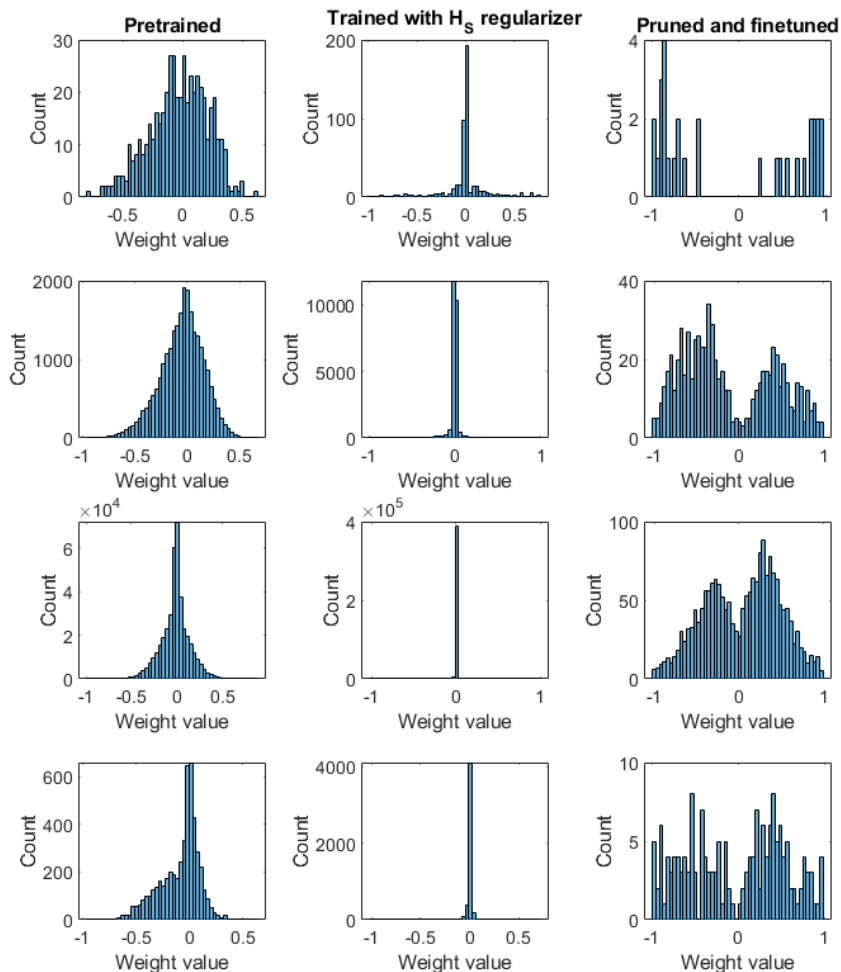 Pretrained
Trained with H_S regularizer
Pruned and finetuned
30
20
10
0
Count
-0.5 0 0.5
Weight value
200
100
0
Count
-1 -0.5 0 0.5
Weight value
4
2
0
Count
-1 0 1
Weight value
2000
1000
0
Count
-1 -0.5 0 0.5
Weight value
10000
5000
0
Count
-1 0 1
Weight value
40
20
0
Count
-1 0 1
Weight value
×10^4
6
4
2
0
Count
-1 -0.5 0 0.5
Weight value
×10^5
4
2
0
Count
-1 0 1
Weight value
100
50
0
Count
-1 0 1
Weight value
600
400
200
0
Count
-1 -0.5 0 0.5
Weight value
4000
2000
0
Count
-1 -0.5 0 0.5
Weight value
10
5
0
Count
-1 0 1
Weight value